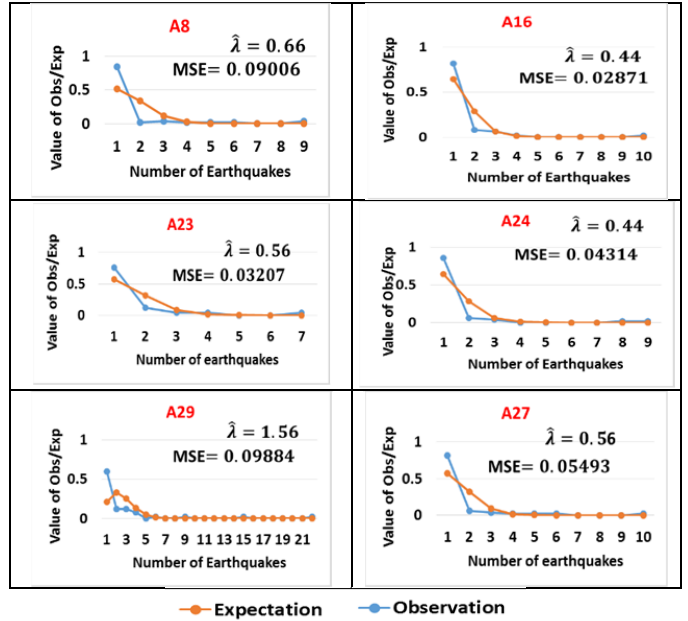 A8
λ̂ = 0.66
MSE= 0.09006
Value of Obs/Exp
1
0.5
0
1 2 3 4 5 6 7 8 9
Number of Earthquakes
A16
λ̂ = 0.44
MSE= 0.02871
Value of Obs/Exp
1
0.5
0
1 2 3 4 5 6 7 8 9 10
Number of Earthquakes
A23
λ̂ = 0.56
MSE= 0.03207
Value of Obs/Exp
1
0.5
0
1 2 3 4 5 6 7
Number of earthquakes
A24
λ̂ = 0.44
MSE= 0.04314
Value of Obs/Exp
1
0.5
0
1 2 3 4 5 6 7 8 9
Number of Earthquakes
A29
λ̂ = 1.56
MSE= 0.09884
Value of Obs/Exp
1
0.5
0
1 3 5 7 9 11 13 15 17 19 21
Number of Earthquakes
A27
λ̂ = 0.56
MSE= 0.05493
Value of Obs/Exp
1
0.5
0
1 2 3 4 5 6 7 8 9 10
Number of earthquakes
Expectation Observation